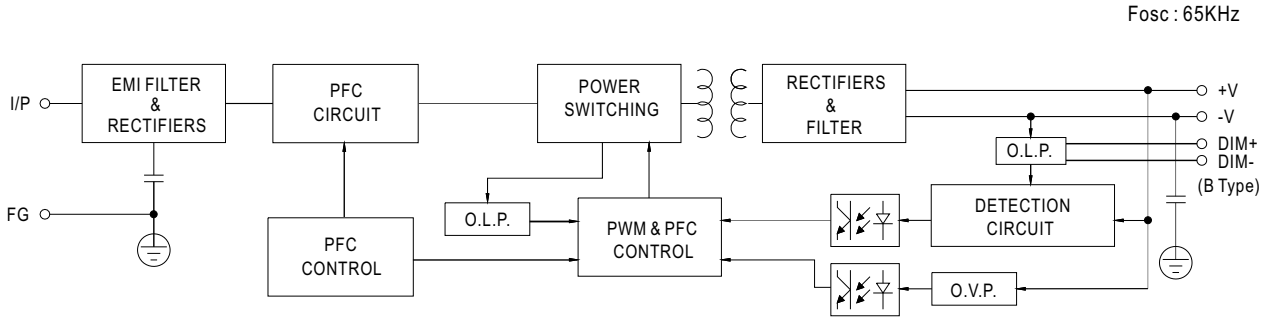 Fosc : 65KHz
I/P
EMI FILTER
&
RECTIFIERS
PFC
CIRCUIT
POWER
SWITCHING
RECTIFIERS
&
FILTER
+V
-V
O.L.P.
DIM+
DIM-
(B Type)
FG
PFC
CONTROL
O.L.P.
PWM & PFC
CONTROL
DETECTION
CIRCUIT
O.V.P.